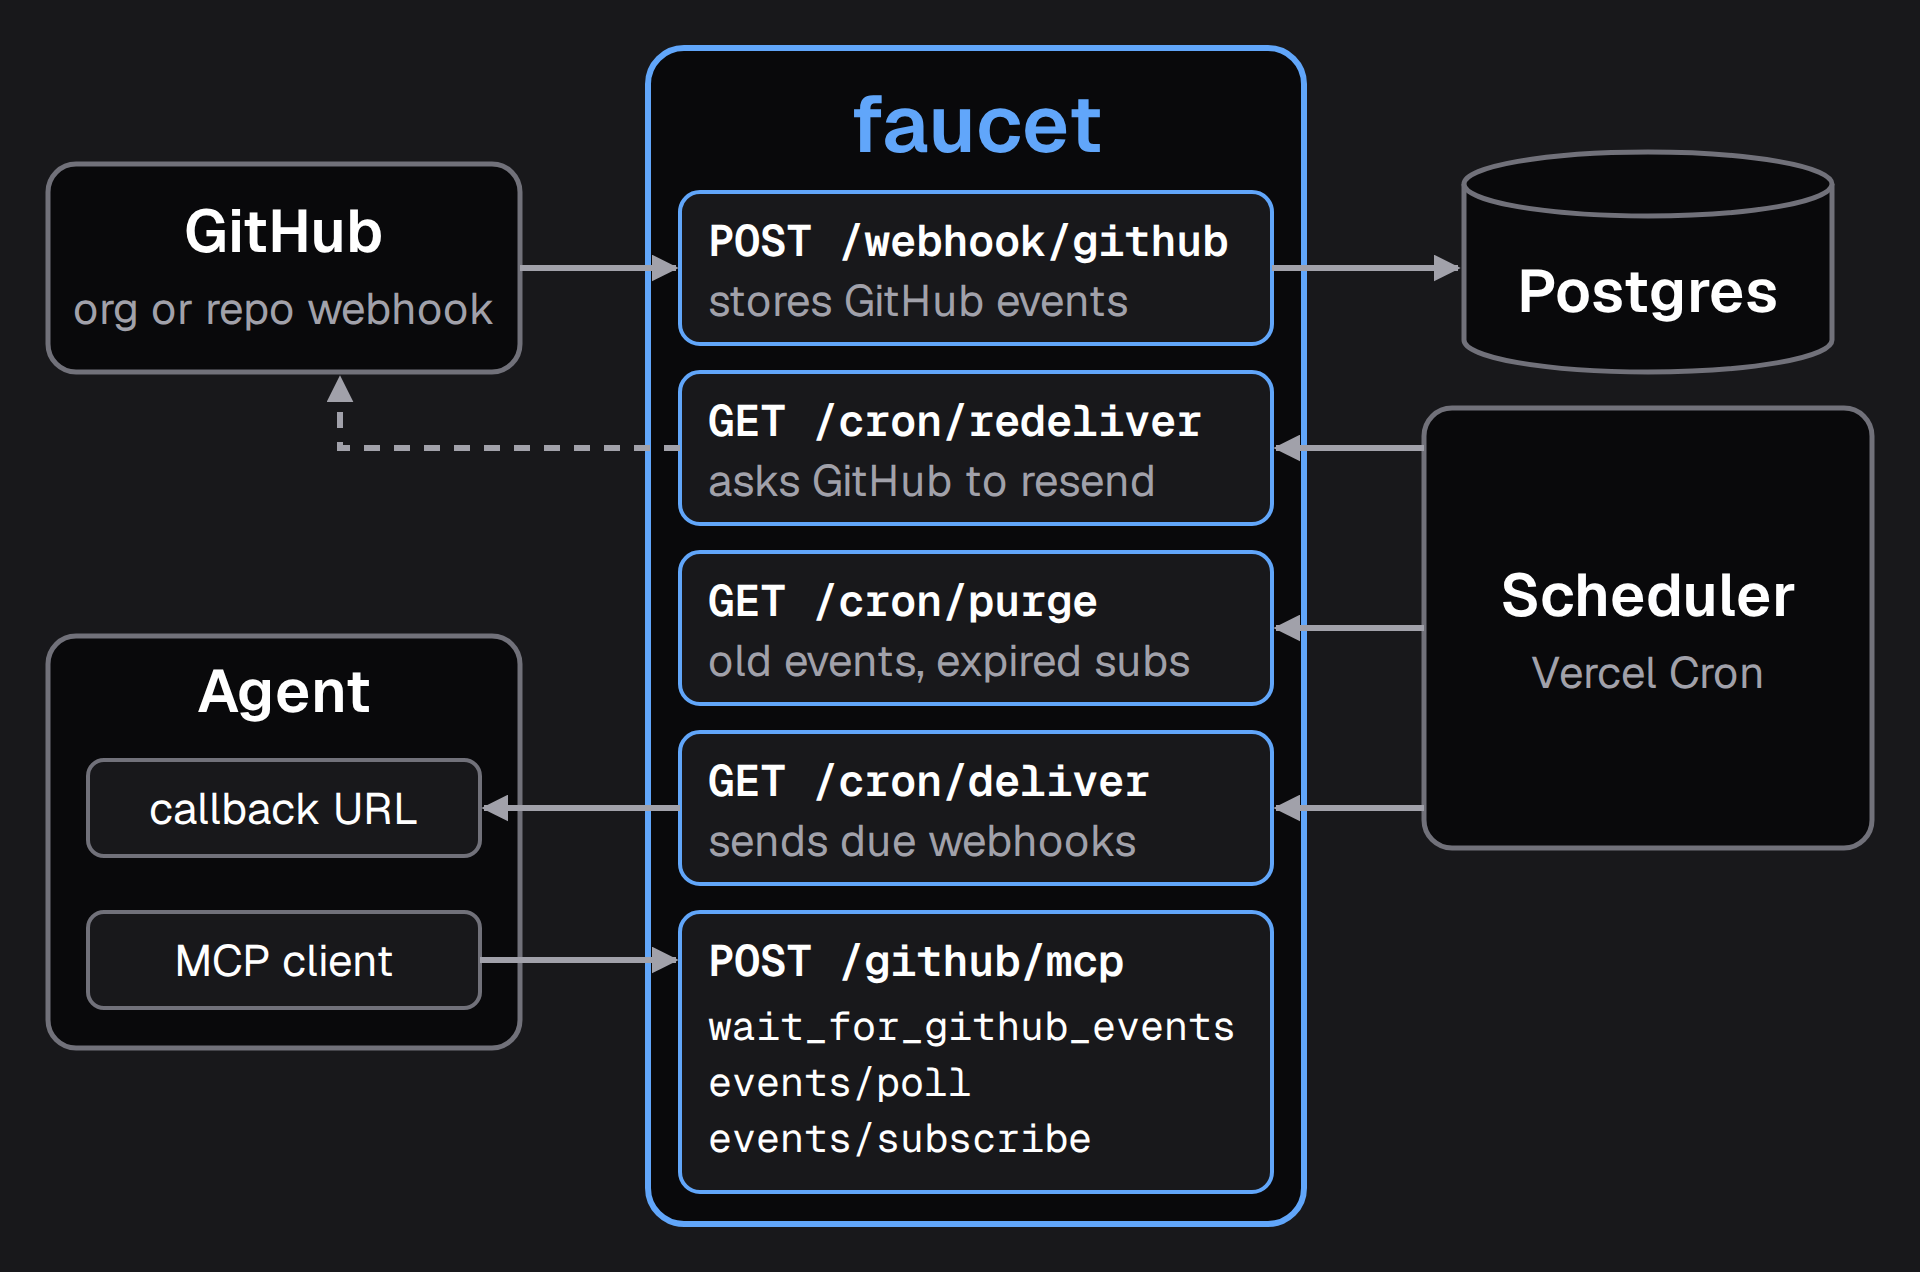 faucet
GitHub
org or repo webhook
POST /webhook/github
stores GitHub events
Postgres
GET /cron/redeliver
asks GitHub to resend
GET /cron/purge
old events, expired subs
Scheduler
Vercel Cron
Agent
callback URL
MCP client
GET /cron/deliver
sends due webhooks
POST /github/mcp
wait_for_github_events
events/poll
events/subscribe